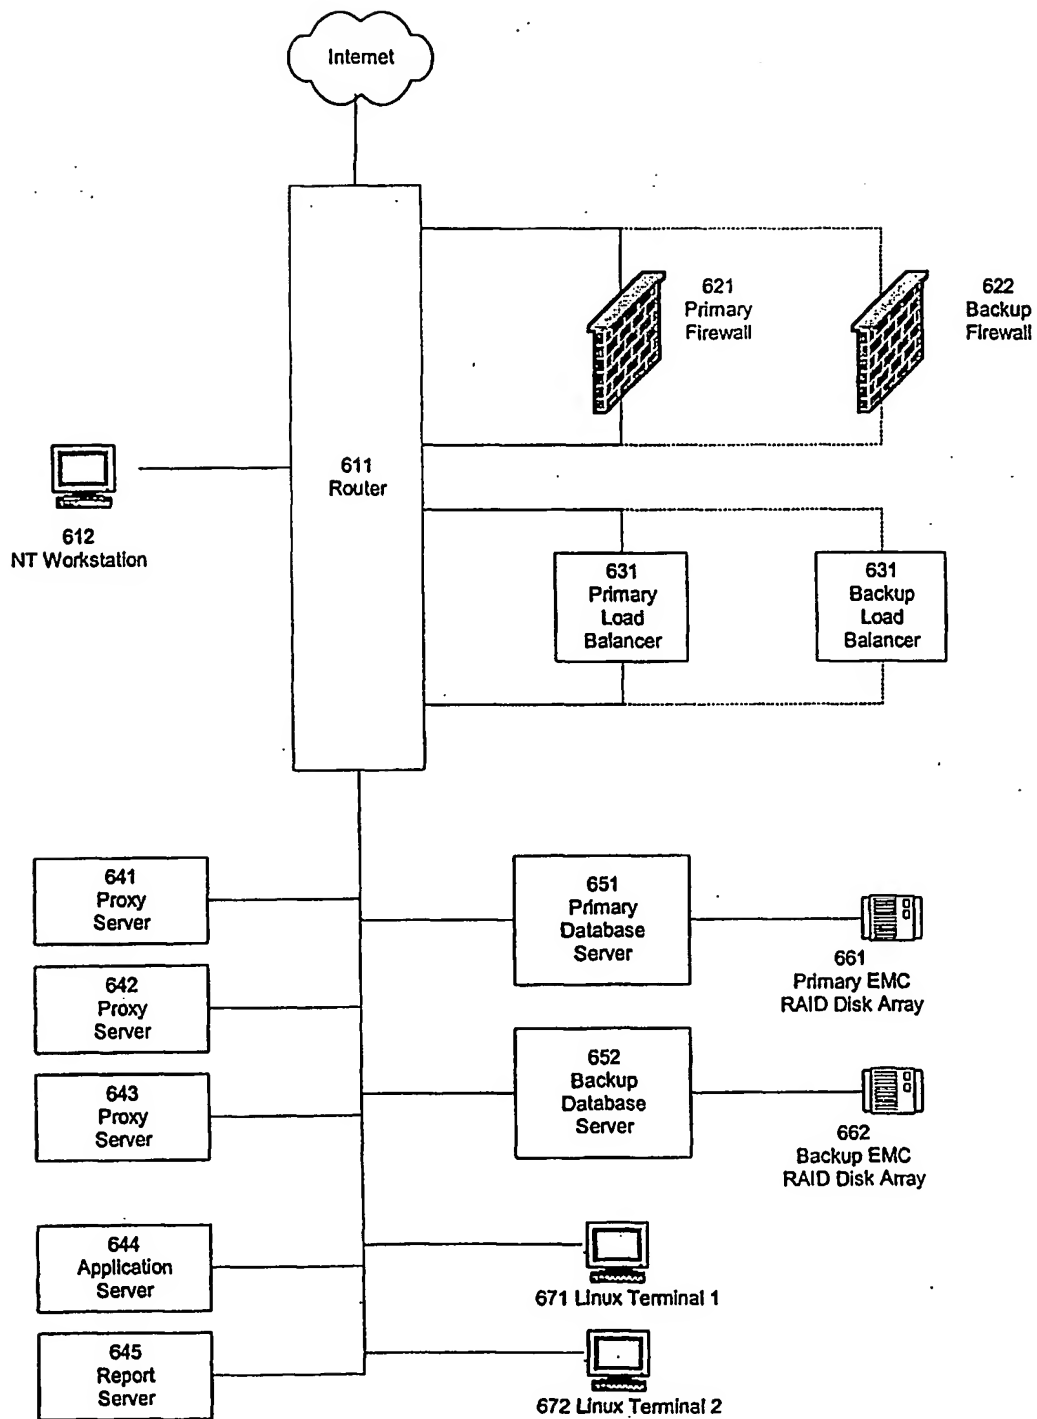 Internet
621
Primary
Firewall
622
Backup
Firewall
611
Router
612
NT Workstation
631
Primary
Load
Balancer
631
Backup
Load
Balancer
641
Proxy
Server
651
Primary
Database
Server
661
Primary EMC
RAID Disk Array
642
Proxy
Server
652
Backup
Database
Server
643
Proxy
Server
662
Backup EMC
RAID Disk Array
644
Application
Server
671 Linux Terminal 1
645
Report
Server
672 Linux Terminal 2